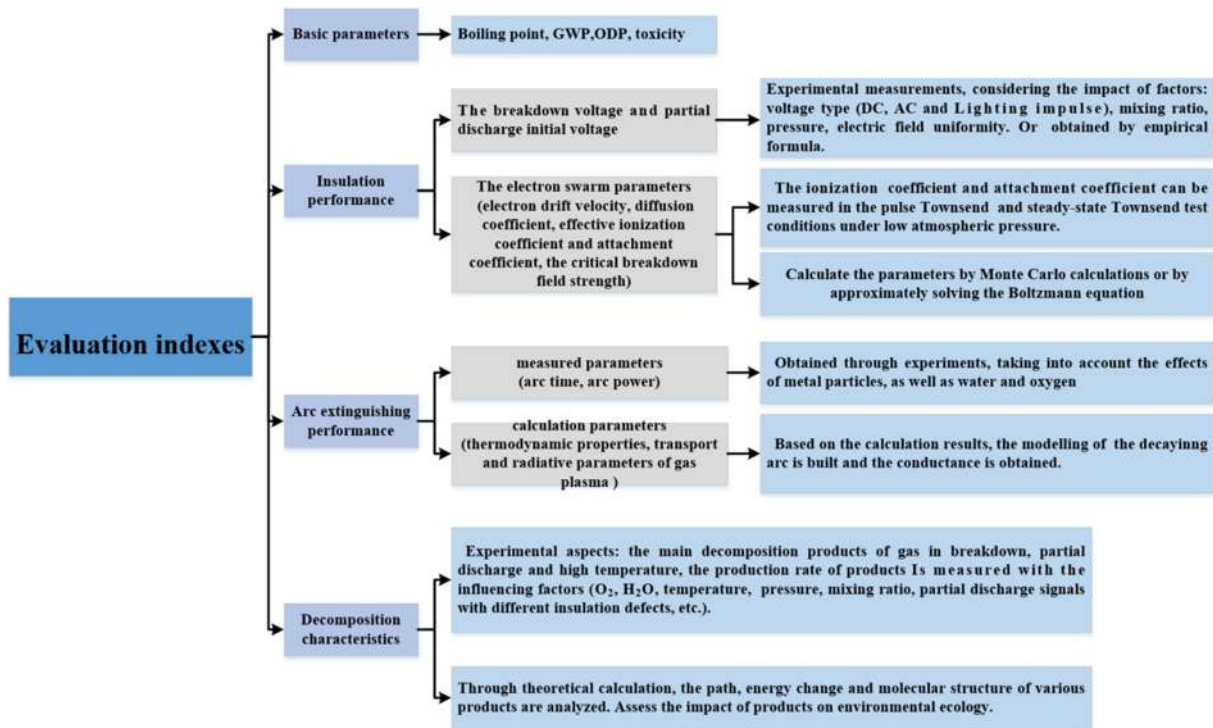 Evaluation indexes
Basic parameters
Boiling point, GWP,ODP, toxicity
Insulation
performance
The breakdown voltage and partial
discharge initial voltage
Experimental measurements, considering the impact of factors:
voltage type (DC, AC and Lighting impulse), mixing ratio,
pressure, electric field uniformity. Or obtained by empirical
formula.
The electron swarm parameters
(electron drift velocity, diffusion
coefficient, effective ionization
coefficient and attachment
coefficient, the critical breakdown
field strength)
The ionization coefficient and attachment coefficient can be
measured in the pulse Townsend and steady-state Townsend test
conditions under low atmospheric pressure.
Calculate the parameters by Monte Carlo calculations or by
approximately solving the Boltzmann equation
Arc extinguishing
performance
measured parameters
(arc time, arc power)
Obtained through experiments, taking into account the effects
of metal particles, as well as water and oxygen
calculation parameters
(thermodynamic properties, transport
and radiative parameters of gas
plasma )
Based on the calculation results, the modelling of the decayinng
arc is built and the conductance is obtained.
Decomposition
characteristics
Experimental aspects: the main decomposition products of gas in breakdown, partial
discharge and high temperature, the production rate of products Is measured with the
influencing factors (O₂, H₂O, temperature, pressure, mixing ratio, partial discharge signals
with different insulation defects, etc.).
Through theoretical calculation, the path, energy change and molecular structure of various
products are analyzed. Assess the impact of products on environmental ecology.